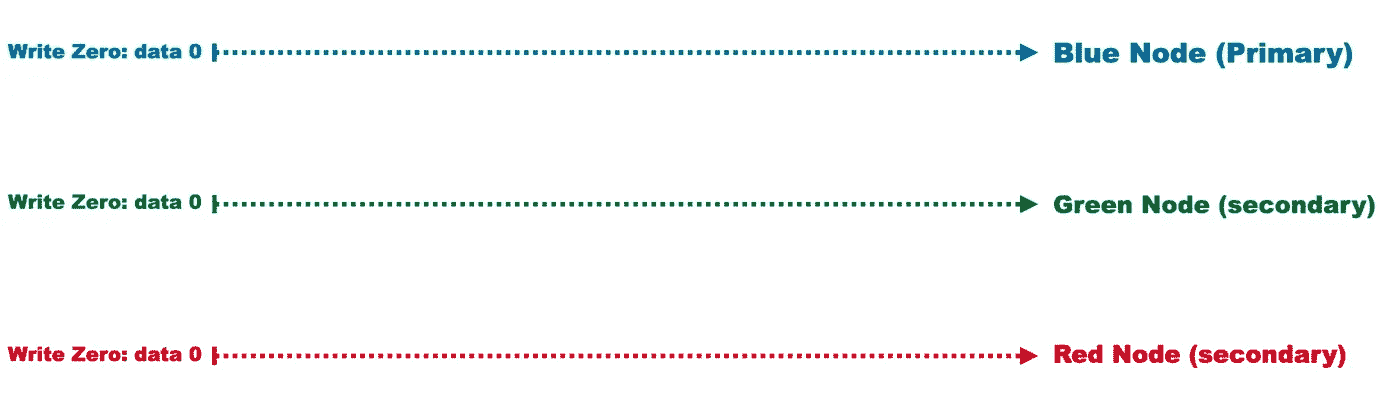 Write Zero: data 0 Blue Node (Primary)
Write Zero: data 0 Green Node (secondary)
Write Zero: data 0 Red Node (secondary)